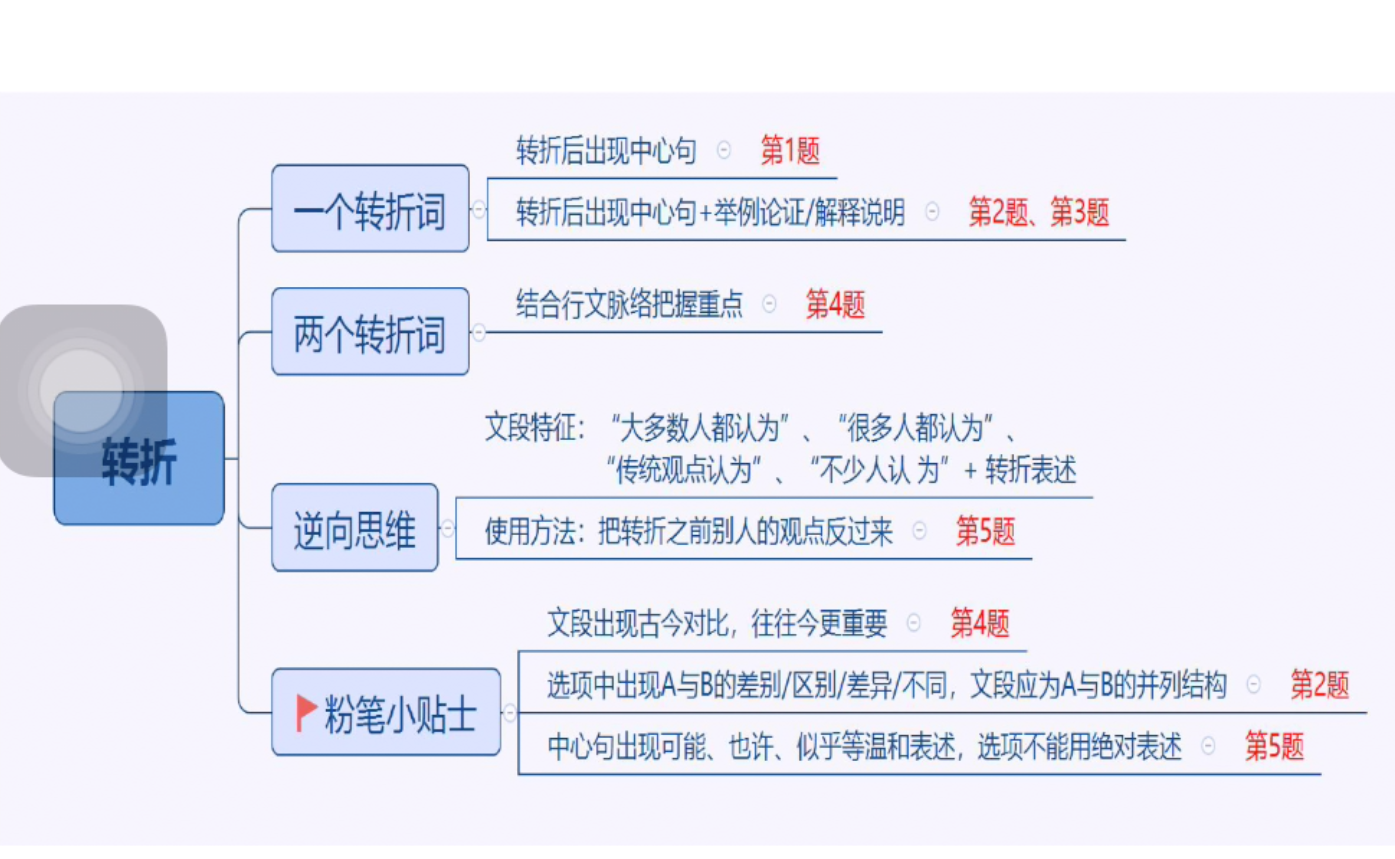 转折
一个转折词
转折后出现中心句 第1题
转折后出现中心句+举例论证/解释说明 第2题、第3题
两个转折词
结合行文脉络把握重点 第4题
逆向思维
文段特征：“大多数人都认为”、“很多人都认为”、
“传统观点认为”、“不少人认 为”+ 转折表述
使用方法：把转折之前别人的观点反过来 第5题
粉笔小贴士
文段出现古今对比，往往今更重要 第4题
选项中出现A与B的差别/区别/差异/不同，文段应为A与B的并列结构 第2题
中心句出现可能、也许、似乎等温和表述，选项不能用绝对表述 第5题